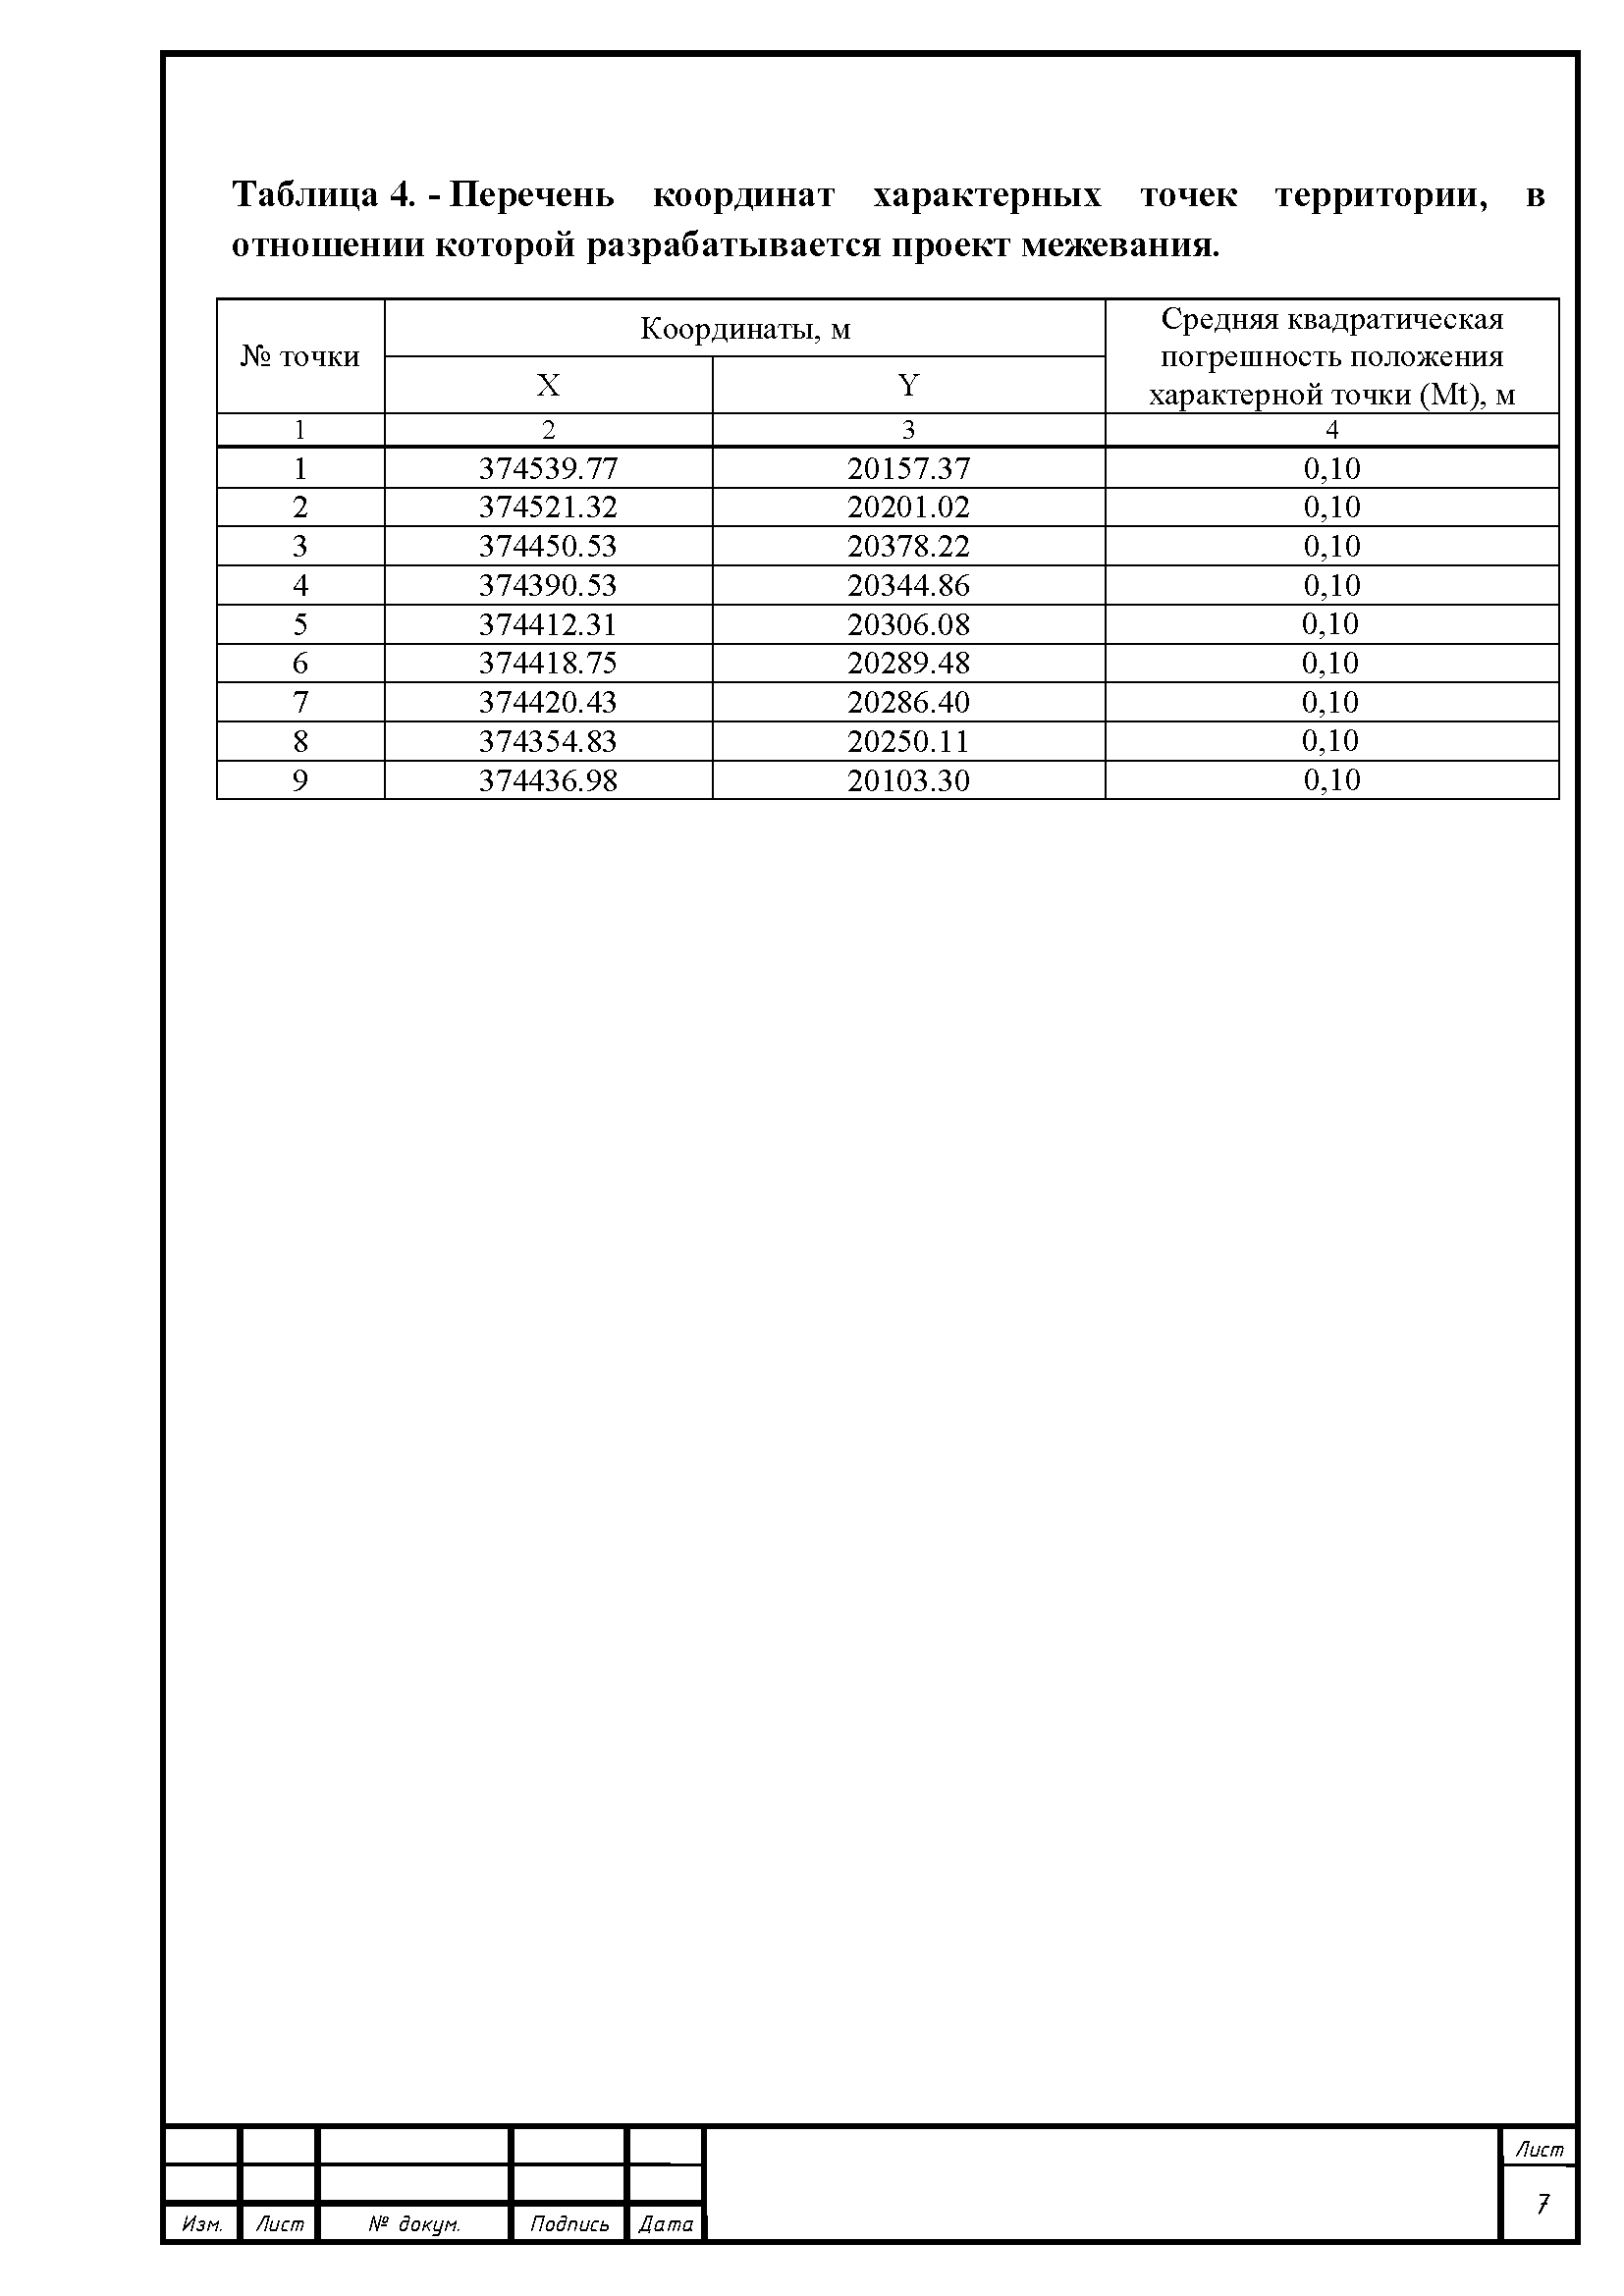 Таблица 4. - Перечень координат характерных точек территории, в
отношении которой разрабатывается проект межевания.
№ точки
Координаты, м
Средняя квадратическая
погрешность положения
характерной точки (Mt), м
X Y
1 2 3 4
1 374539.77 20157.37 0,10
2 374521.32 20201.02 0,10
3 374450.53 20378.22 0,10
4 374390.53 20344.86 0,10
5 374412.31 20306.08 0,10
6 374418.75 20289.48 0,10
7 374420.43 20286.40 0,10
8 374354.83 20250.11 0,10
9 374436.98 20103.30 0,10
Лист
7
Изм. Лист № докум. Подпись Дата